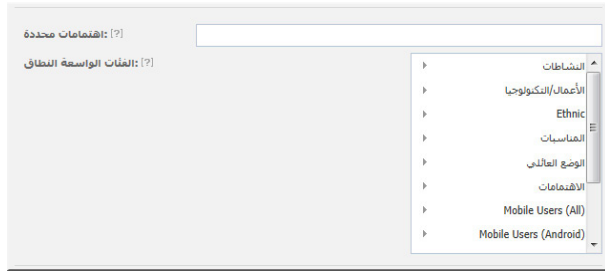 اهتمامات محددة: [?]
الفئات الواسعة النطاق: [?]
النشاطات
الأعمال/التكنولوجيا
Ethnic
المناسبات
الوضع العائلي
الاهتمامات
Mobile Users (All)
Mobile Users (Android)